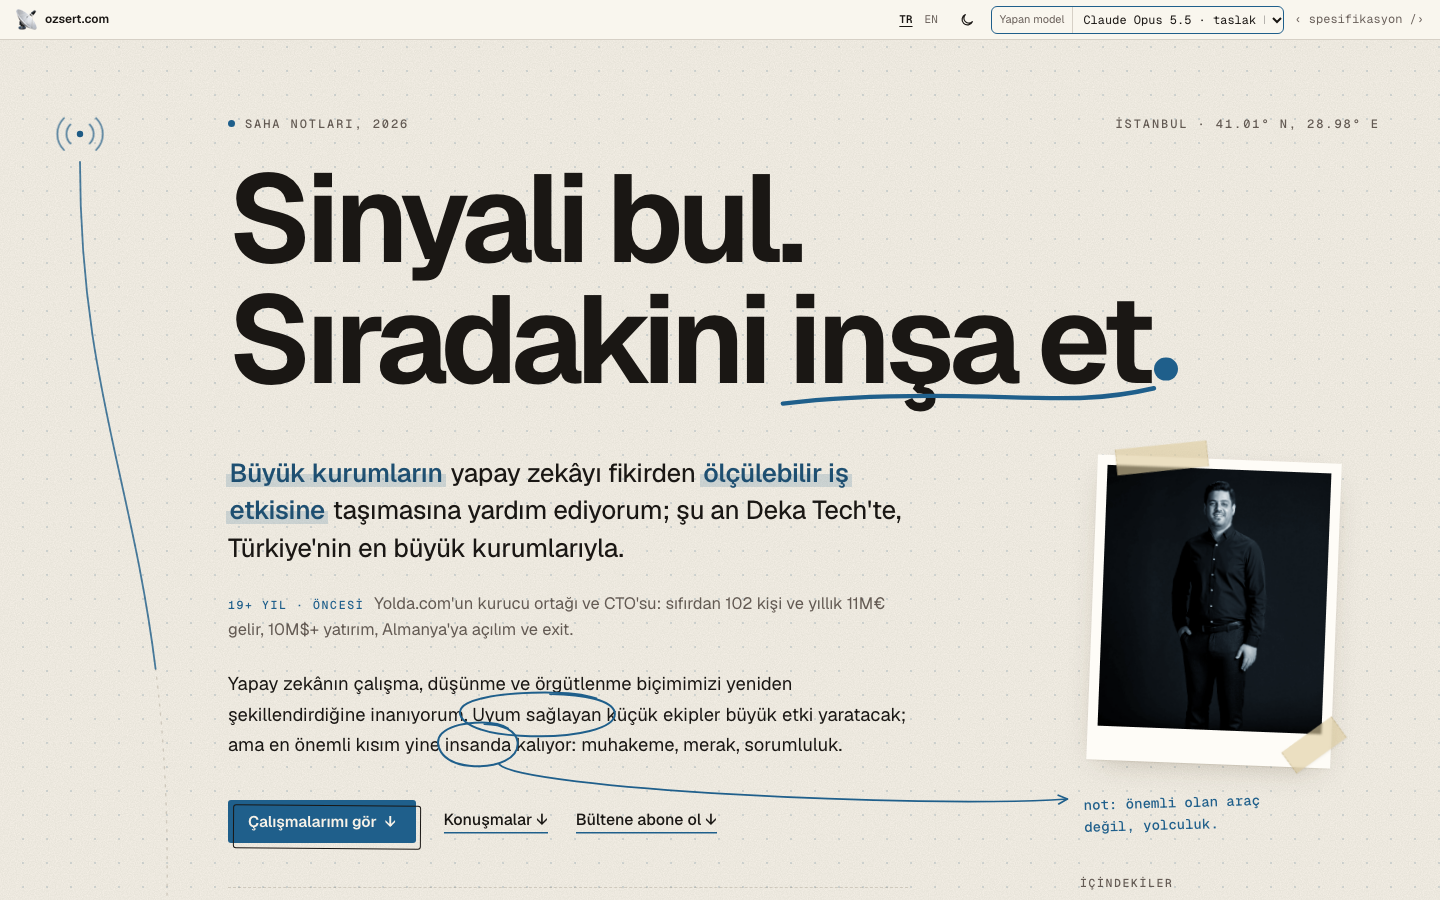 ozsert.com
TR EN
Yapan model
Claude Opus 5.5 · taslak
‹ spesifikasyon /›
SAHA NOTLARI, 2026
İSTANBUL · 41.01° N, 28.98° E
Sinyali bul.
Sıradakini inşa et.
Büyük kurumların yapay zekâyı fikirden ölçülebilir iş
etkisine taşımasına yardım ediyorum; şu an Deka Tech'te,
Türkiye'nin en büyük kurumlarıyla.
19+ YIL · ÖNCESİ Yolda.com'un kurucu ortağı ve CTO'su: sıfırdan 102 kişi ve yıllık 11M€
gelir, 10M$+ yatırım, Almanya'ya açılım ve exit.
Yapay zekânın çalışma, düşünme ve örgütlenme biçimimizi yeniden
şekillendirdiğine inanıyorum. Uyum sağlayan küçük ekipler büyük etki yaratacak;
ama en önemli kısım yine insanda kalıyor: muhakeme, merak, sorumluluk.
Çalışmalarımı gör ↓
Konuşmalar ↓
Bültene abone ol ↓
not: önemli olan araç
değil, yolculuk.
İÇİNDEKİLER